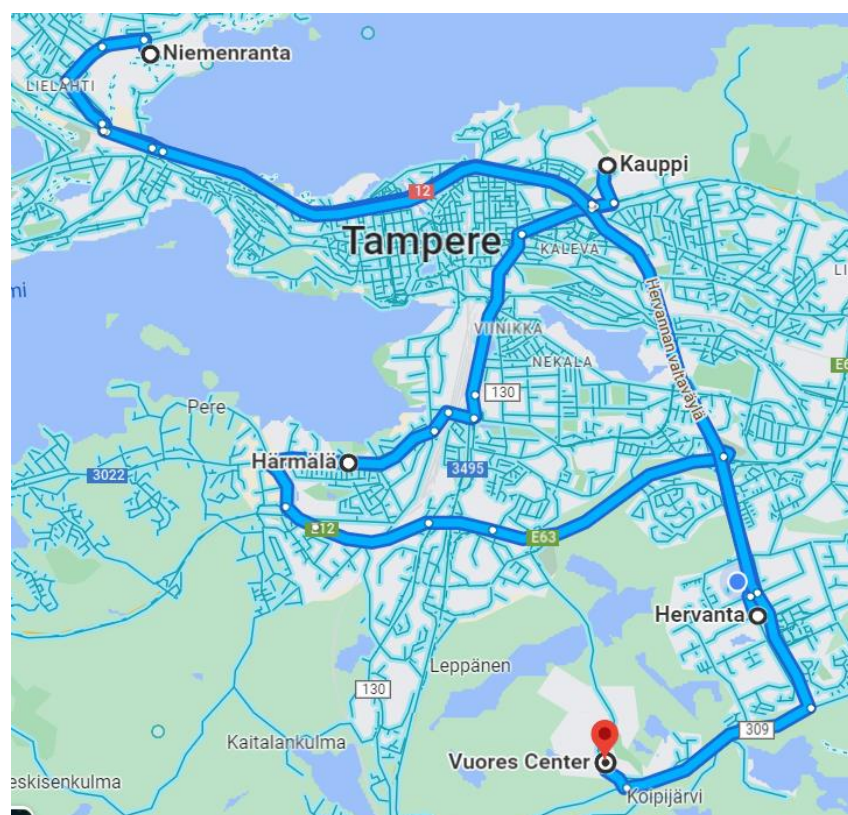 Niemenranta
LIELAHTI
Kauppi
12
Tampere
KALEVA
LI
mi
Hervannan valtaväylä
VIINIKKA
NEKALA
E6
130
Pere
Härmälä
3022
3495
E12
E63
Hervanta
Leppänen
130
309
Kaitalankulma
Vuores Center
eskisenkulma
Koipijärvi